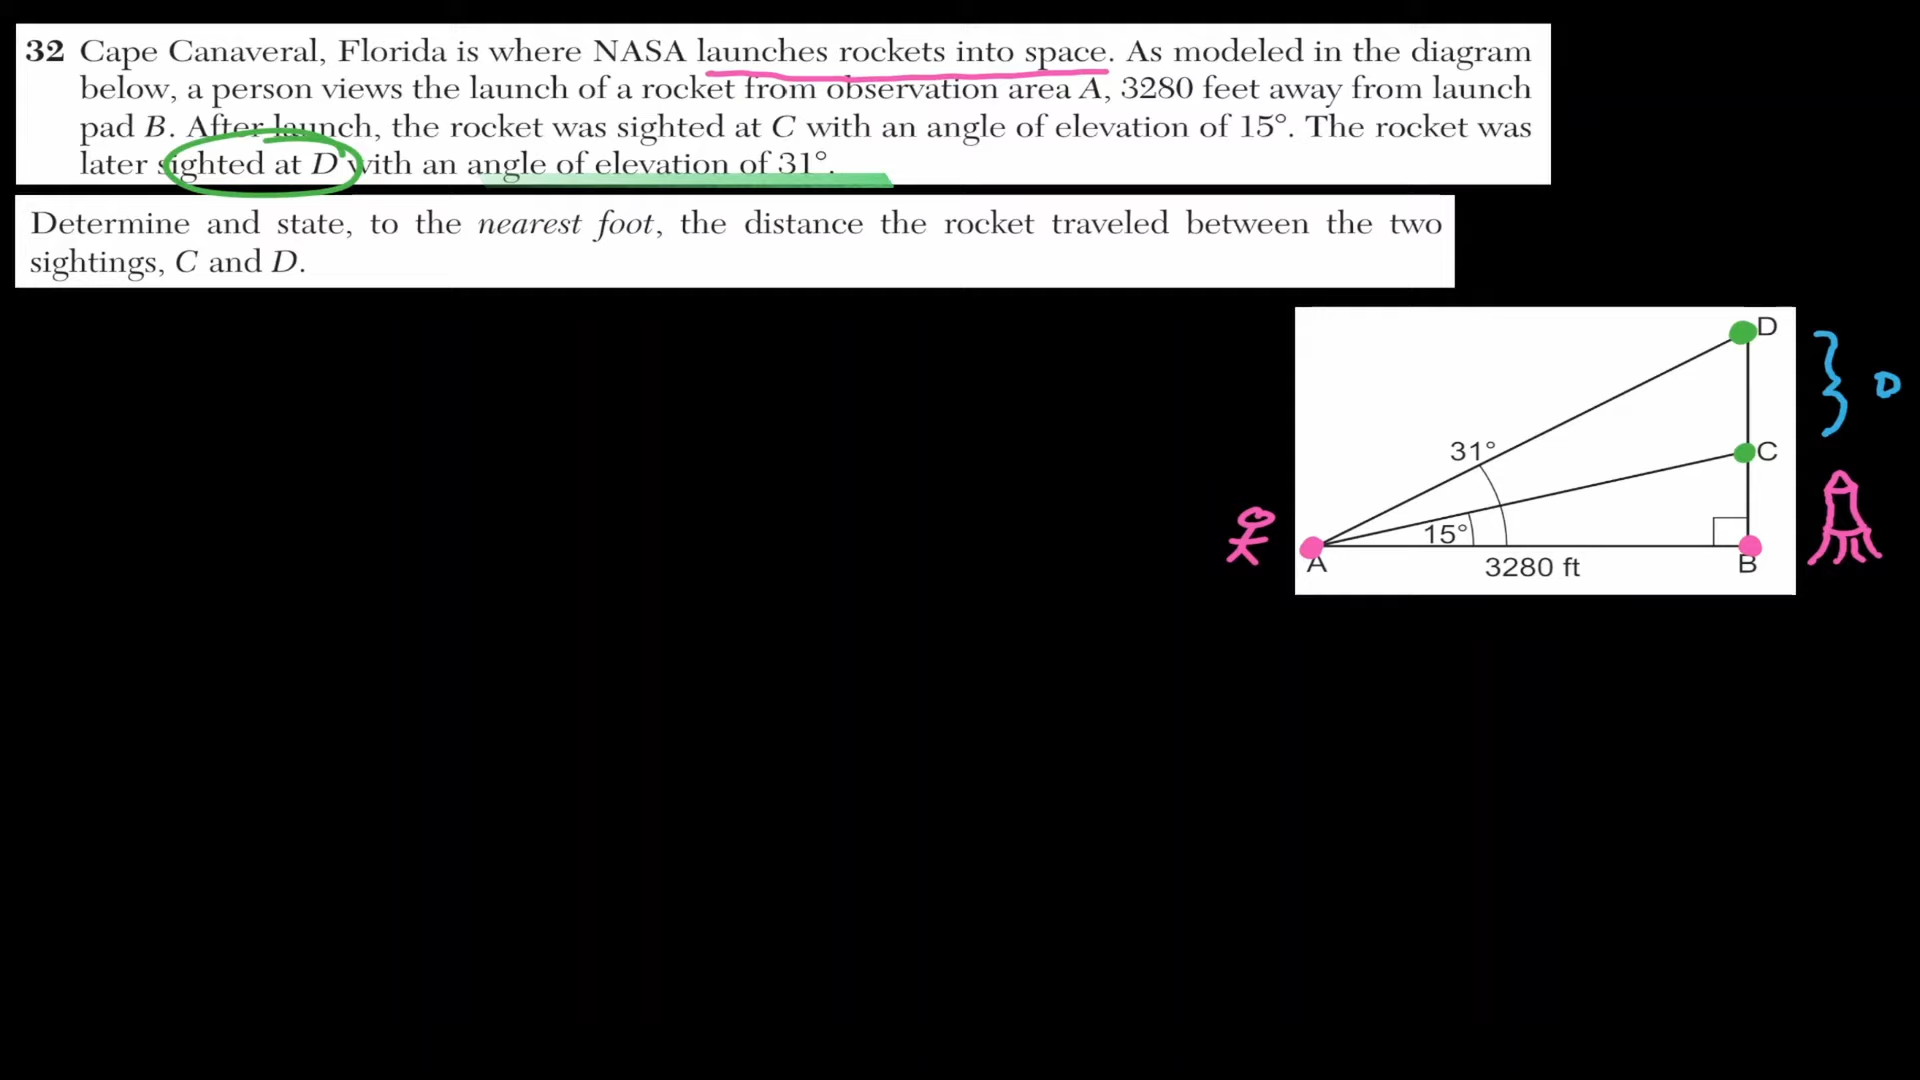 32 Cape Canaveral, Florida is where NASA launches rockets into space. As modeled in the diagram
below, a person views the launch of a rocket from observation area A, 3280 feet away from launch
pad B. After launch, the rocket was sighted at C with an angle of elevation of 15°. The rocket was
later sighted at D with an angle of elevation of 31°.
Determine and state, to the nearest foot, the distance the rocket traveled between the two
sightings, C and D.
D
D
31°
C
15°
A
3280 ft
B